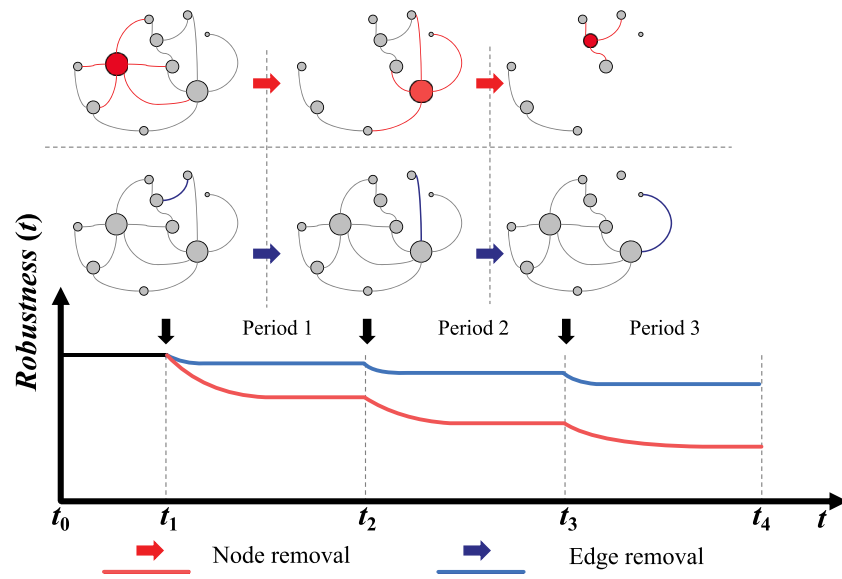 Robustness (t)
Period 1
Period 2
Period 3
t0
t1
t2
t3
t4
t
Node removal
Edge removal